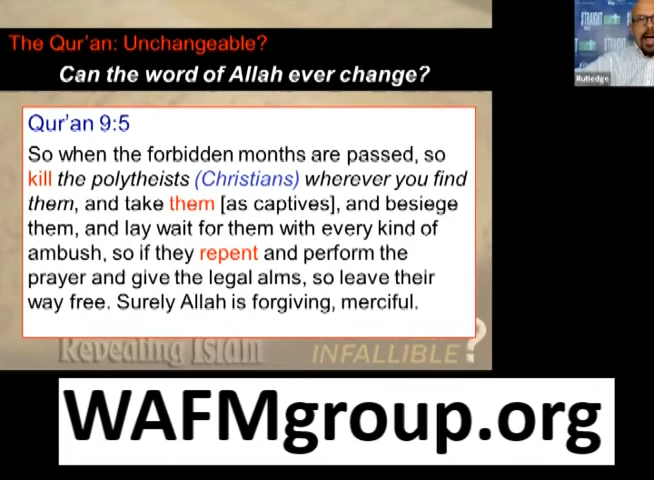 The Qur'an: Unchangeable?
Can the word of Allah ever change?
Qur'an 9:5
So when the forbidden months are passed, so
kill the polytheists (Christians) wherever you find
them, and take them [as captives], and besiege
them, and lay wait for them with every kind of
ambush, so if they repent and perform the
prayer and give the legal alms, so leave their
way free. Surely Allah is forgiving, merciful.
Revealing Islam
INFALLIBLE?
WAFMgroup.org
STRAIGHT
Rutledge